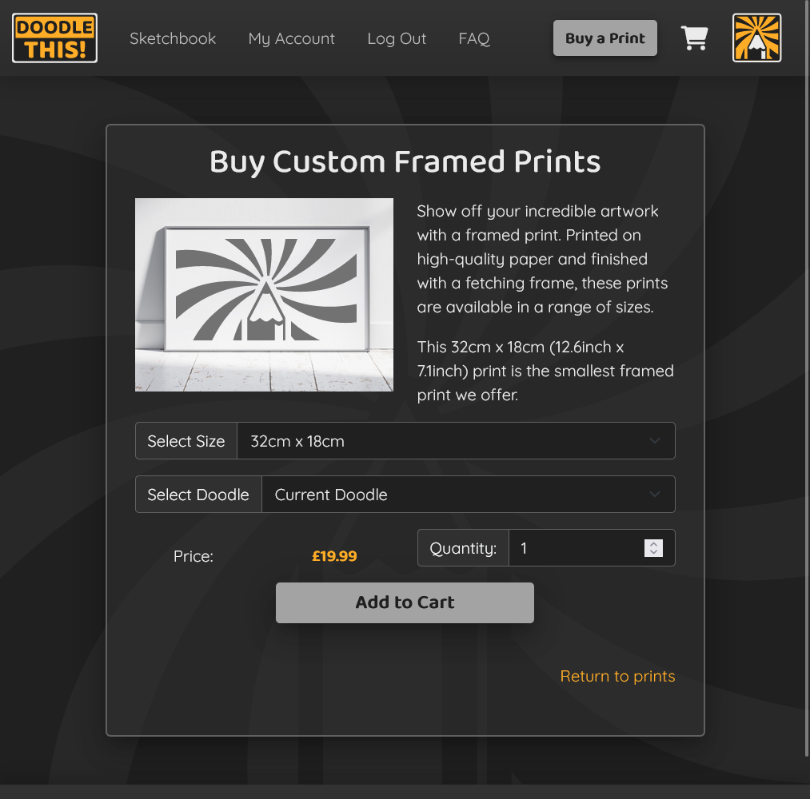 DOODLE
THIS!
Sketchbook
My Account
Log Out
FAQ
Buy a Print
Buy Custom Framed Prints
Show off your incredible artwork
with a framed print. Printed on
high-quality paper and finished
with a fetching frame, these prints
are available in a range of sizes.
This 32cm x 18cm (12.6inch x
7.1inch) print is the smallest framed
print we offer.
Select Size 32cm x 18cm
Select Doodle Current Doodle
Price: £19.99 Quantity: 1
Add to Cart
Return to prints